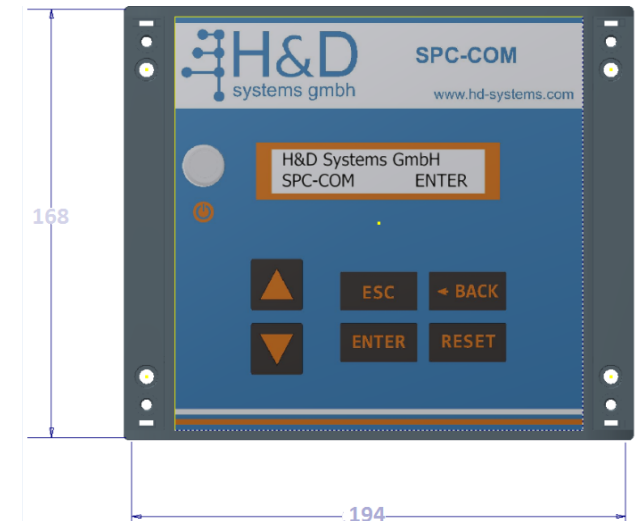 H&D
systems gmbh
SPC-COM
www.hd-systems.com
H&D Systems GmbH
SPC-COM ENTER
168
ESC
BACK
ENTER
RESET
194